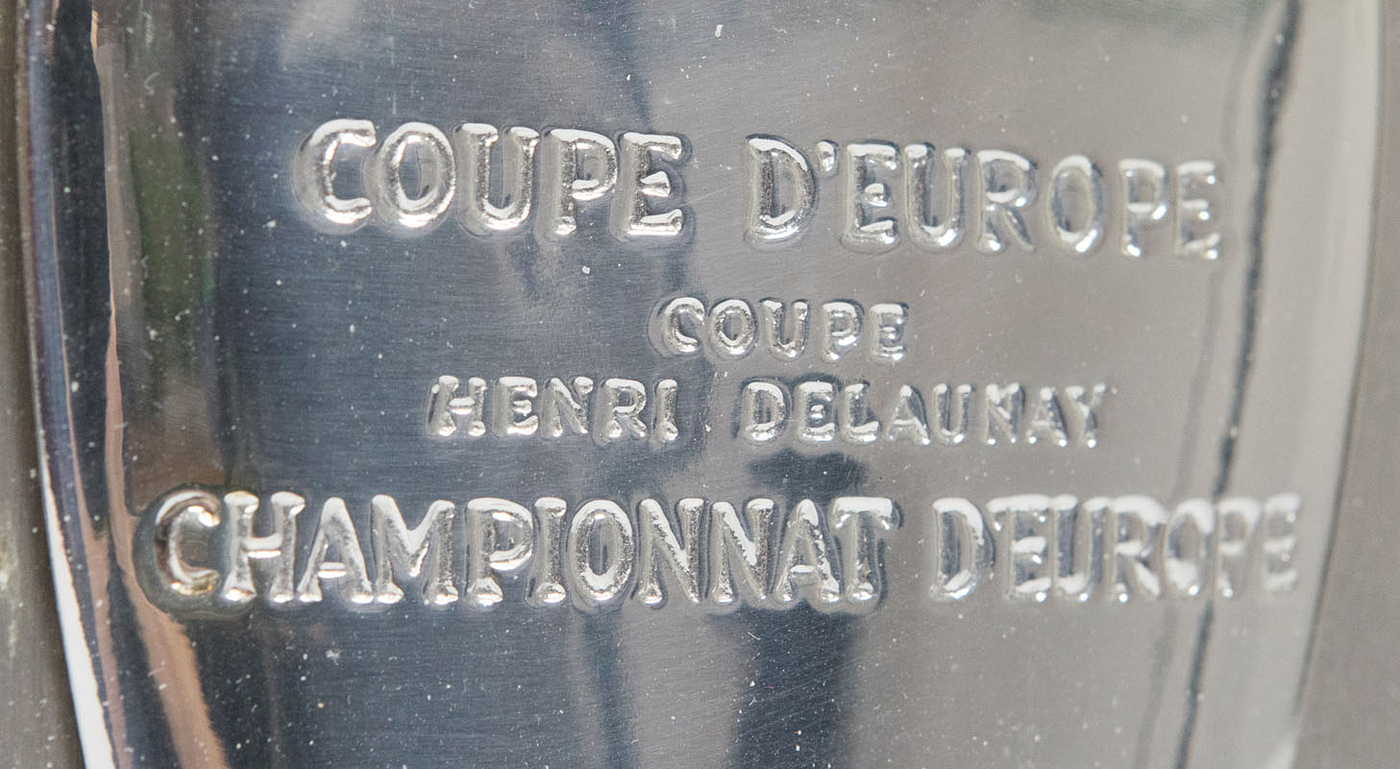 COUPE D'EUROPE
COUPE
HENRI DELAUNAY
CHAMPIONNAT D'EUROPE